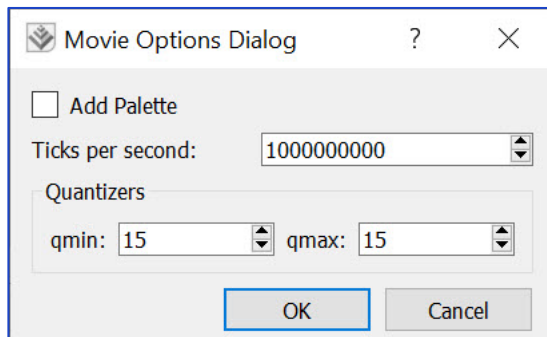 Movie Options Dialog ?
Add Palette
Ticks per second: 1000000000
Quantizers
qmin: 15 qmax: 15
OK Cancel